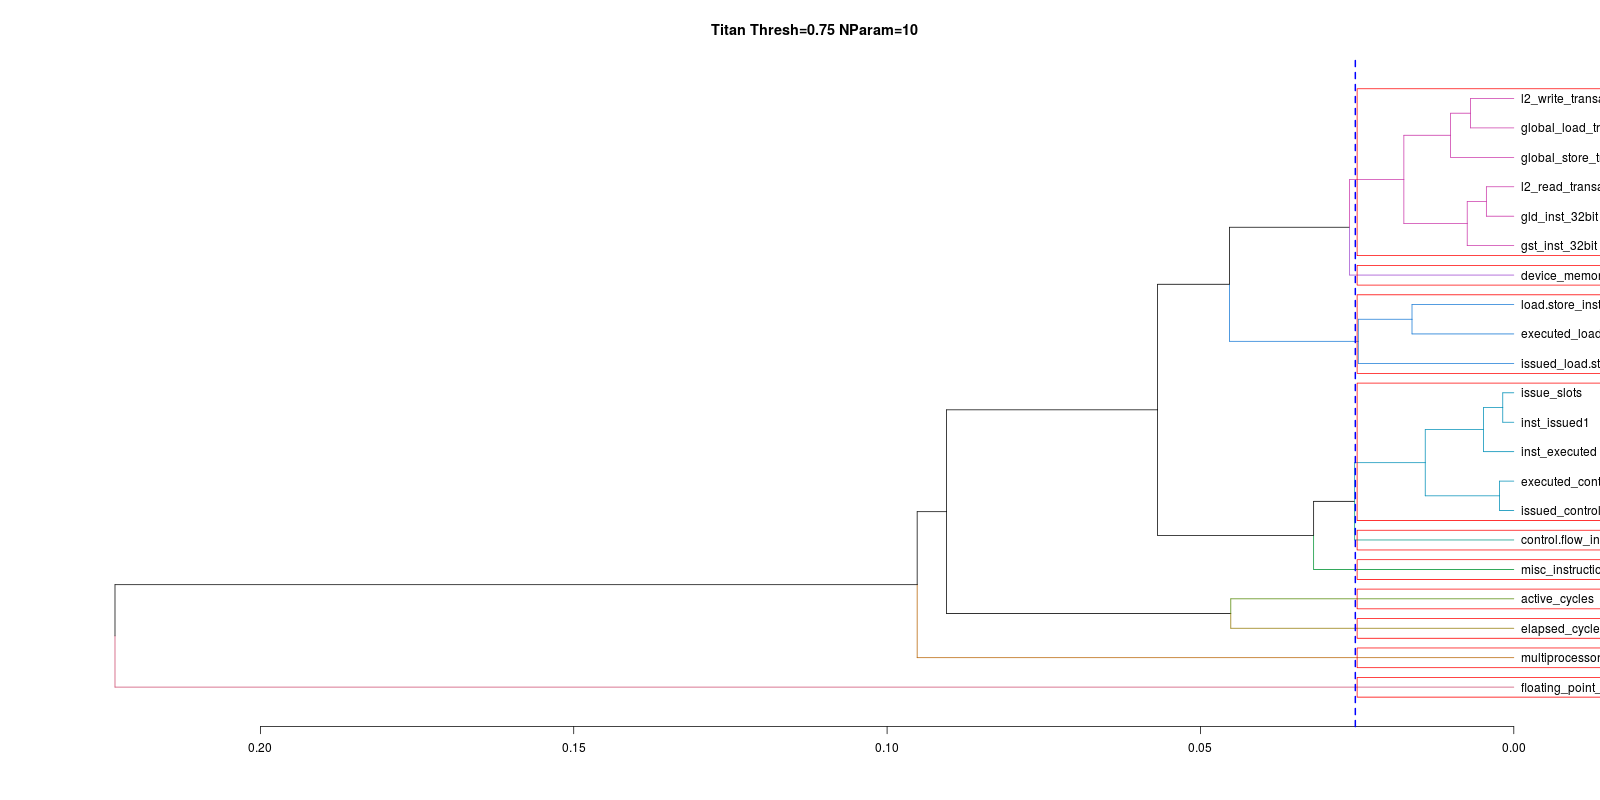 Titan Thresh=0.75 NParam=10
l2_write_transa
global_load_tr
global_store_t
l2_read_transa
gld_inst_32bit
gst_inst_32bit
device_memor
load.store_inst
executed_load
issued_load.st
issue_slots
inst_issued1
inst_executed
executed_cont
issued_control
control.flow_in
misc_instructio
active_cycles
elapsed_cycle
multiprocessor
floating_point_
0.20 0.15 0.10 0.05 0.00